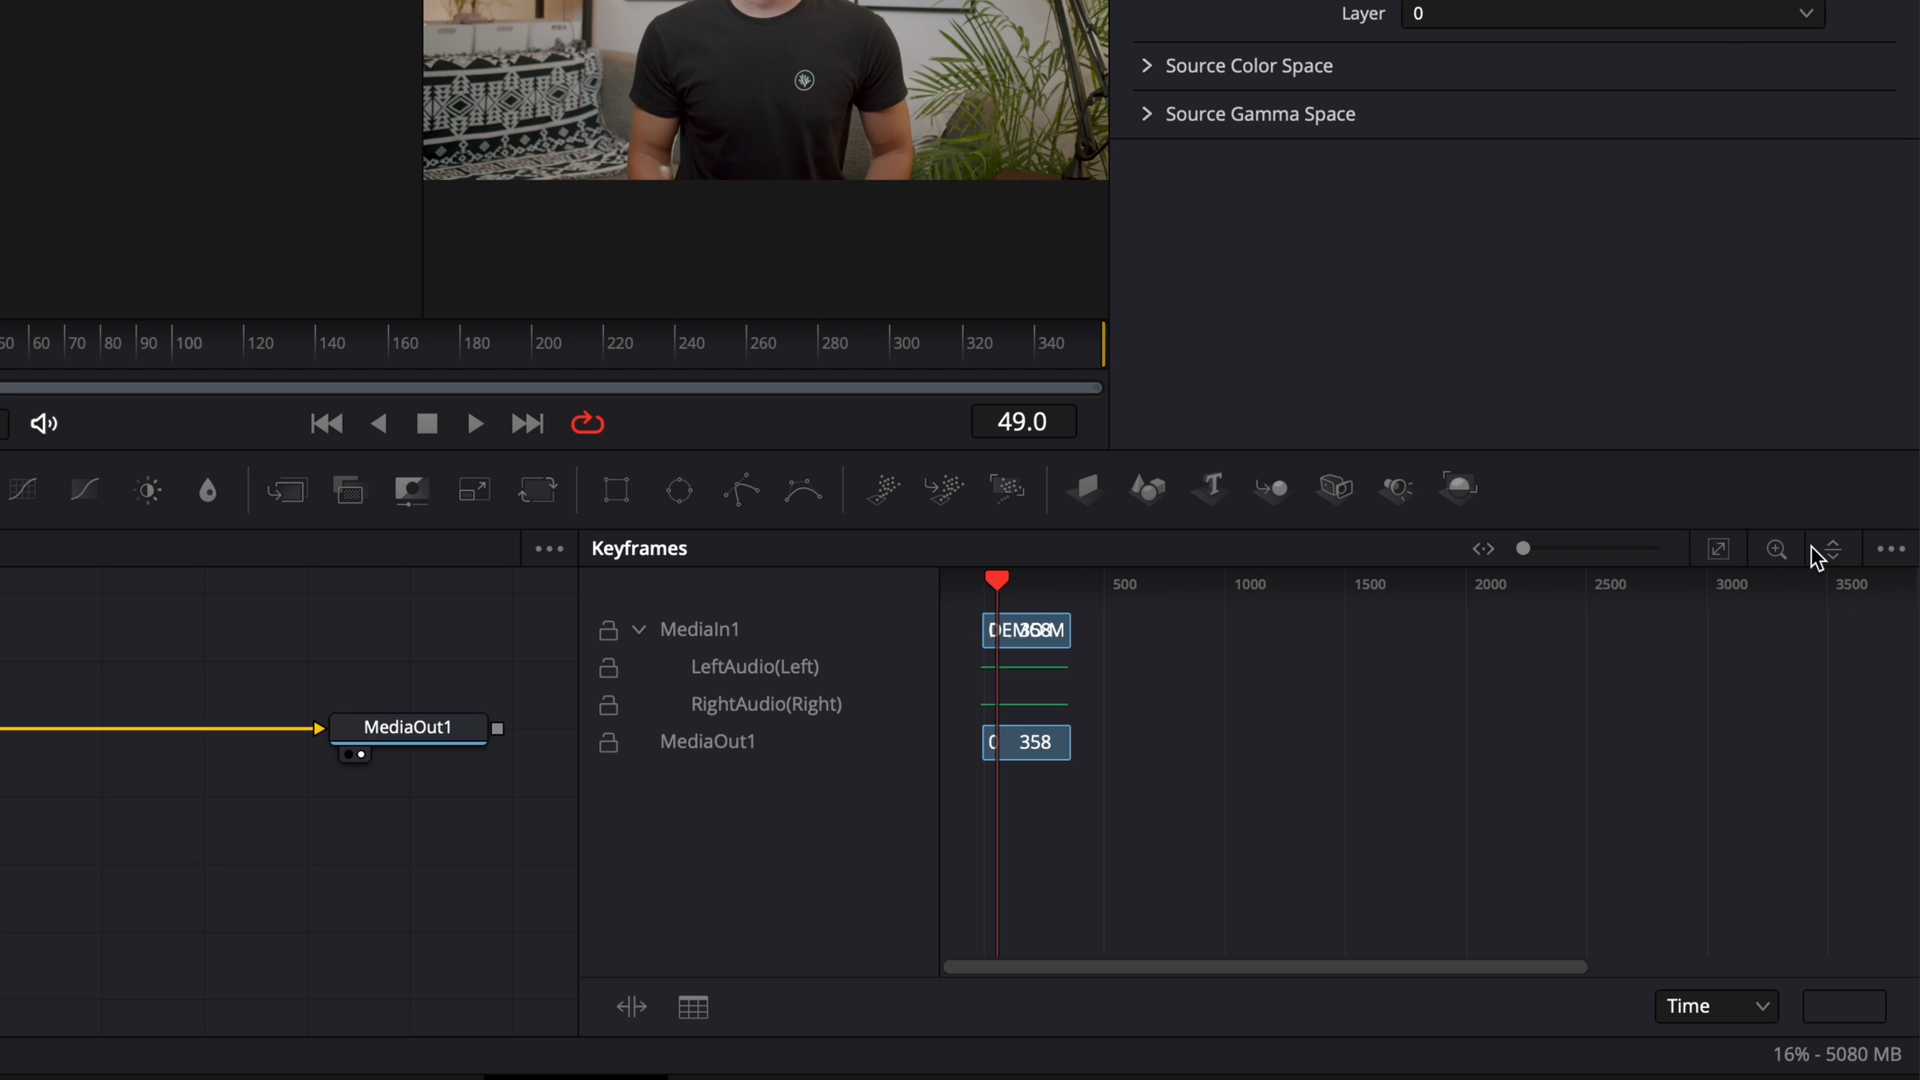 Layer 0
Source Color Space
Source Gamma Space
60 70 80 90 100 120 140 160 180 200 220 240 260 280 300 320 340
49.0
Keyframes
500 1000 1500 2000 2500 3000 3500
MediaIn1
358
LeftAudio(Left)
RightAudio(Right)
MediaOut1 0 358
MediaOut1
Time
16% - 5080 MB